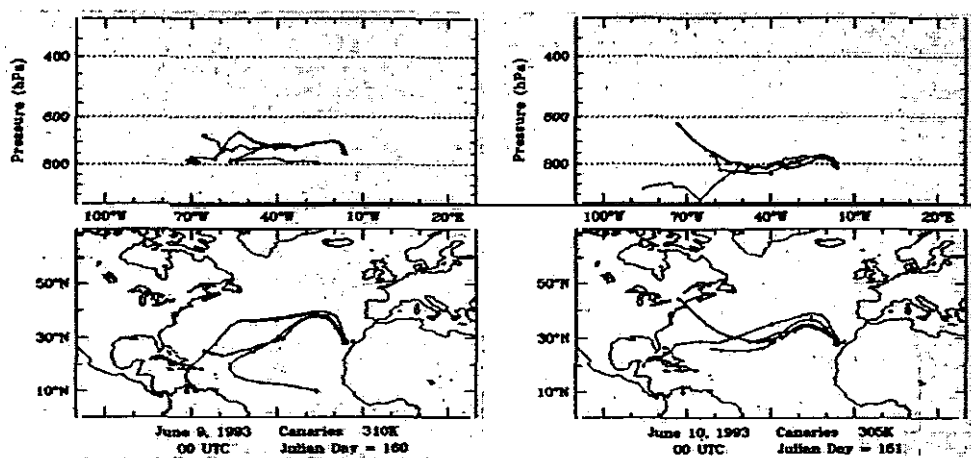 Pressure (hPa)
400
600
800
100°W 70°W 40°W 10°W 20°E
50°N
30°N
10°N
June 9, 1993 Canaries 310K
00 UTC Julian Day = 160
Pressure (hPa)
400
600
800
100°W 70°W 40°W 10°W 20°E
50°N
30°N
10°N
June 10, 1993 Canaries 305K
00 UTC Julian Day = 161